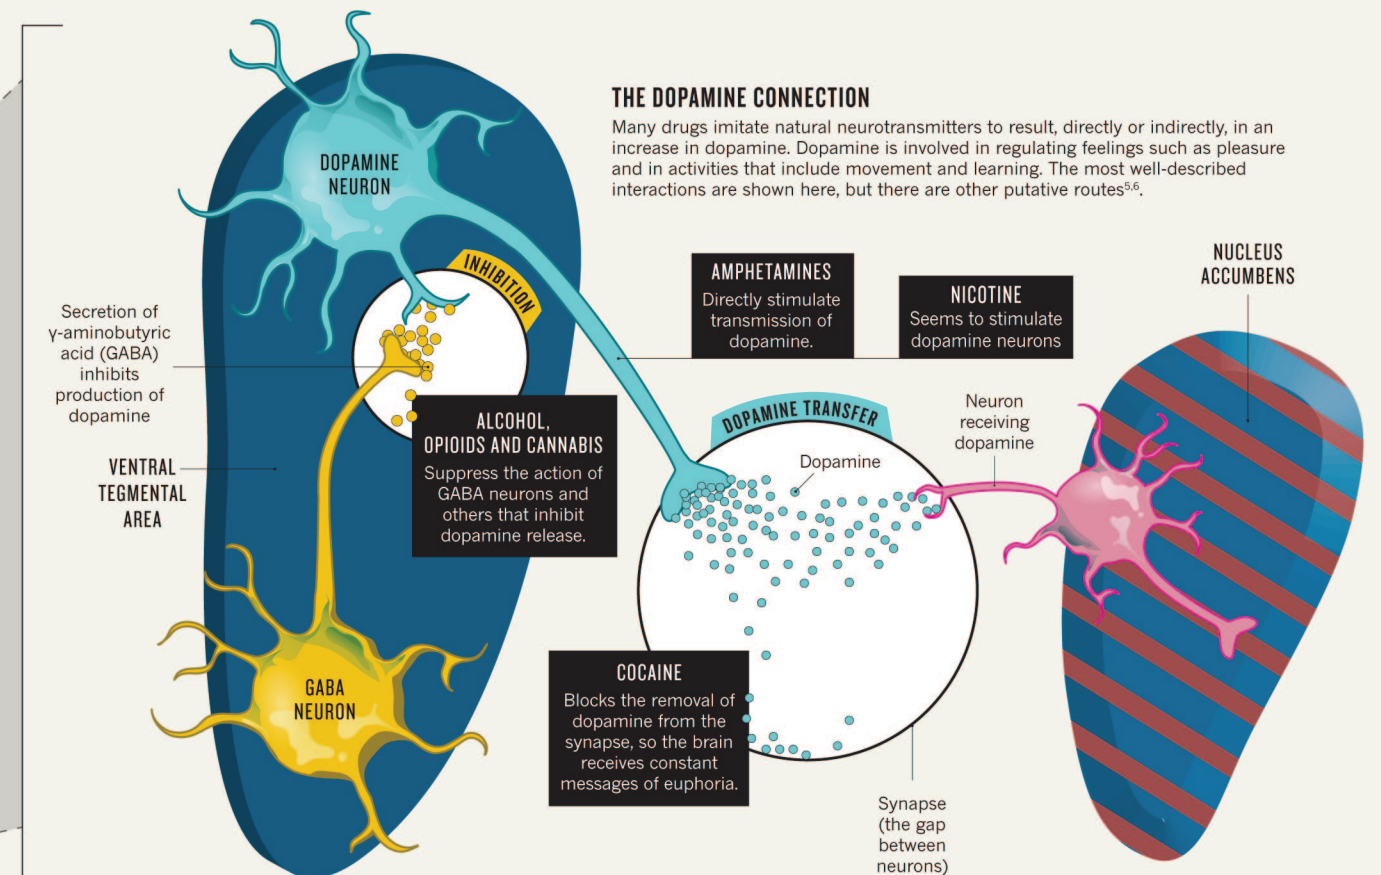 THE DOPAMINE CONNECTION
Many drugs imitate natural neurotransmitters to result, directly or indirectly, in an
increase in dopamine. Dopamine is involved in regulating feelings such as pleasure
and in activities that include movement and learning. The most well-described
interactions are shown here, but there are other putative routes⁵,⁶.
DOPAMINE
NEURON
INHIBITION
Secretion of
γ-aminobutyric
acid (GABA)
inhibits
production of
dopamine
VENTRAL
TEGMENTAL
AREA
ALCOHOL,
OPIOIDS AND CANNABIS
Suppress the action of
GABA neurons and
others that inhibit
dopamine release.
GABA
NEURON
AMPHETAMINES
Directly stimulate
transmission of
dopamine.
NICOTINE
Seems to stimulate
dopamine neurons
DOPAMINE TRANSFER
Dopamine
Neuron
receiving
dopamine
NUCLEUS
ACCUMBENS
COCAINE
Blocks the removal of
dopamine from the
synapse, so the brain
receives constant
messages of euphoria.
Synapse
(the gap
between
neurons)